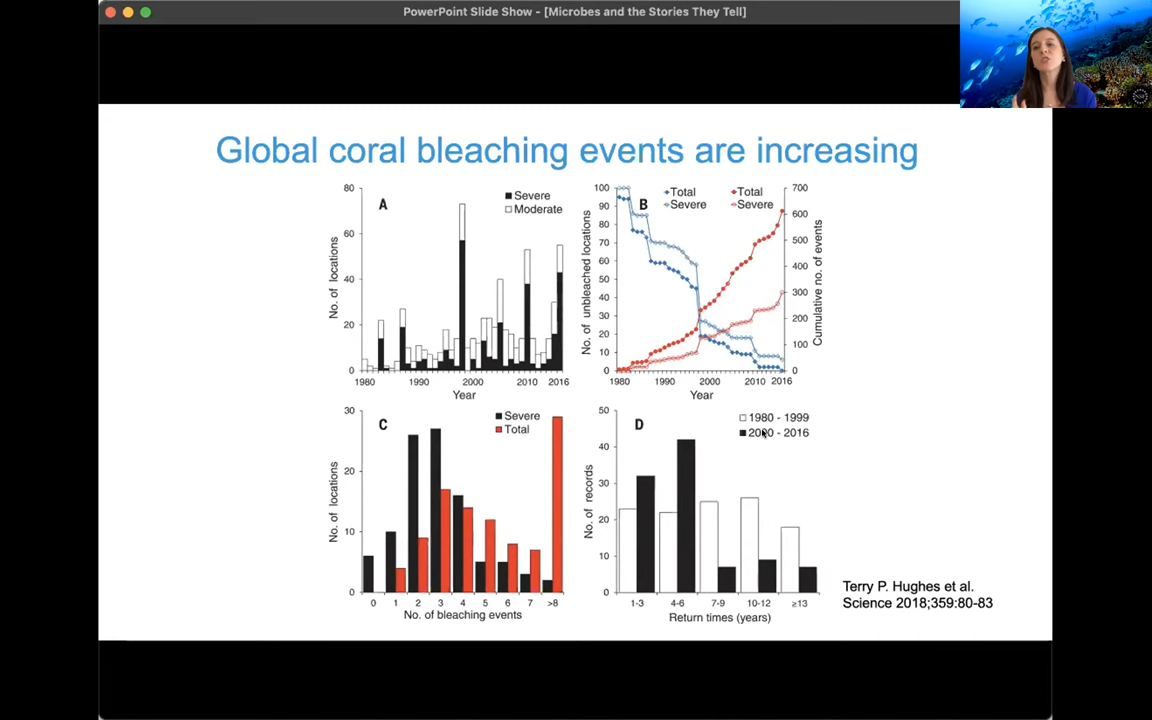 PowerPoint Slide Show - [Microbes and the Stories They Tell]
Global coral bleaching events are increasing
A
Severe
Moderate
No. of locations
80
60
40
20
0
1980 1990 2000 2010 2016
Year
B
Total Total
Severe Severe
No. of unbleached locations
100
90
80
70
60
50
40
30
20
10
0
700
600
500
400
300
200
100
0
Cumulative no. of events
1980 1990 2000 2010 2016
Year
C
Severe
Total
No. of locations
30
20
10
0
0 1 2 3 4 5 6 7 >8
No. of bleaching events
D
1980 - 1999
2000 - 2016
No. of records
50
40
30
20
10
0
1-3 4-6 7-9 10-12 ≥13
Return times (years)
Terry P. Hughes et al.
Science 2018;359:80-83
NSF